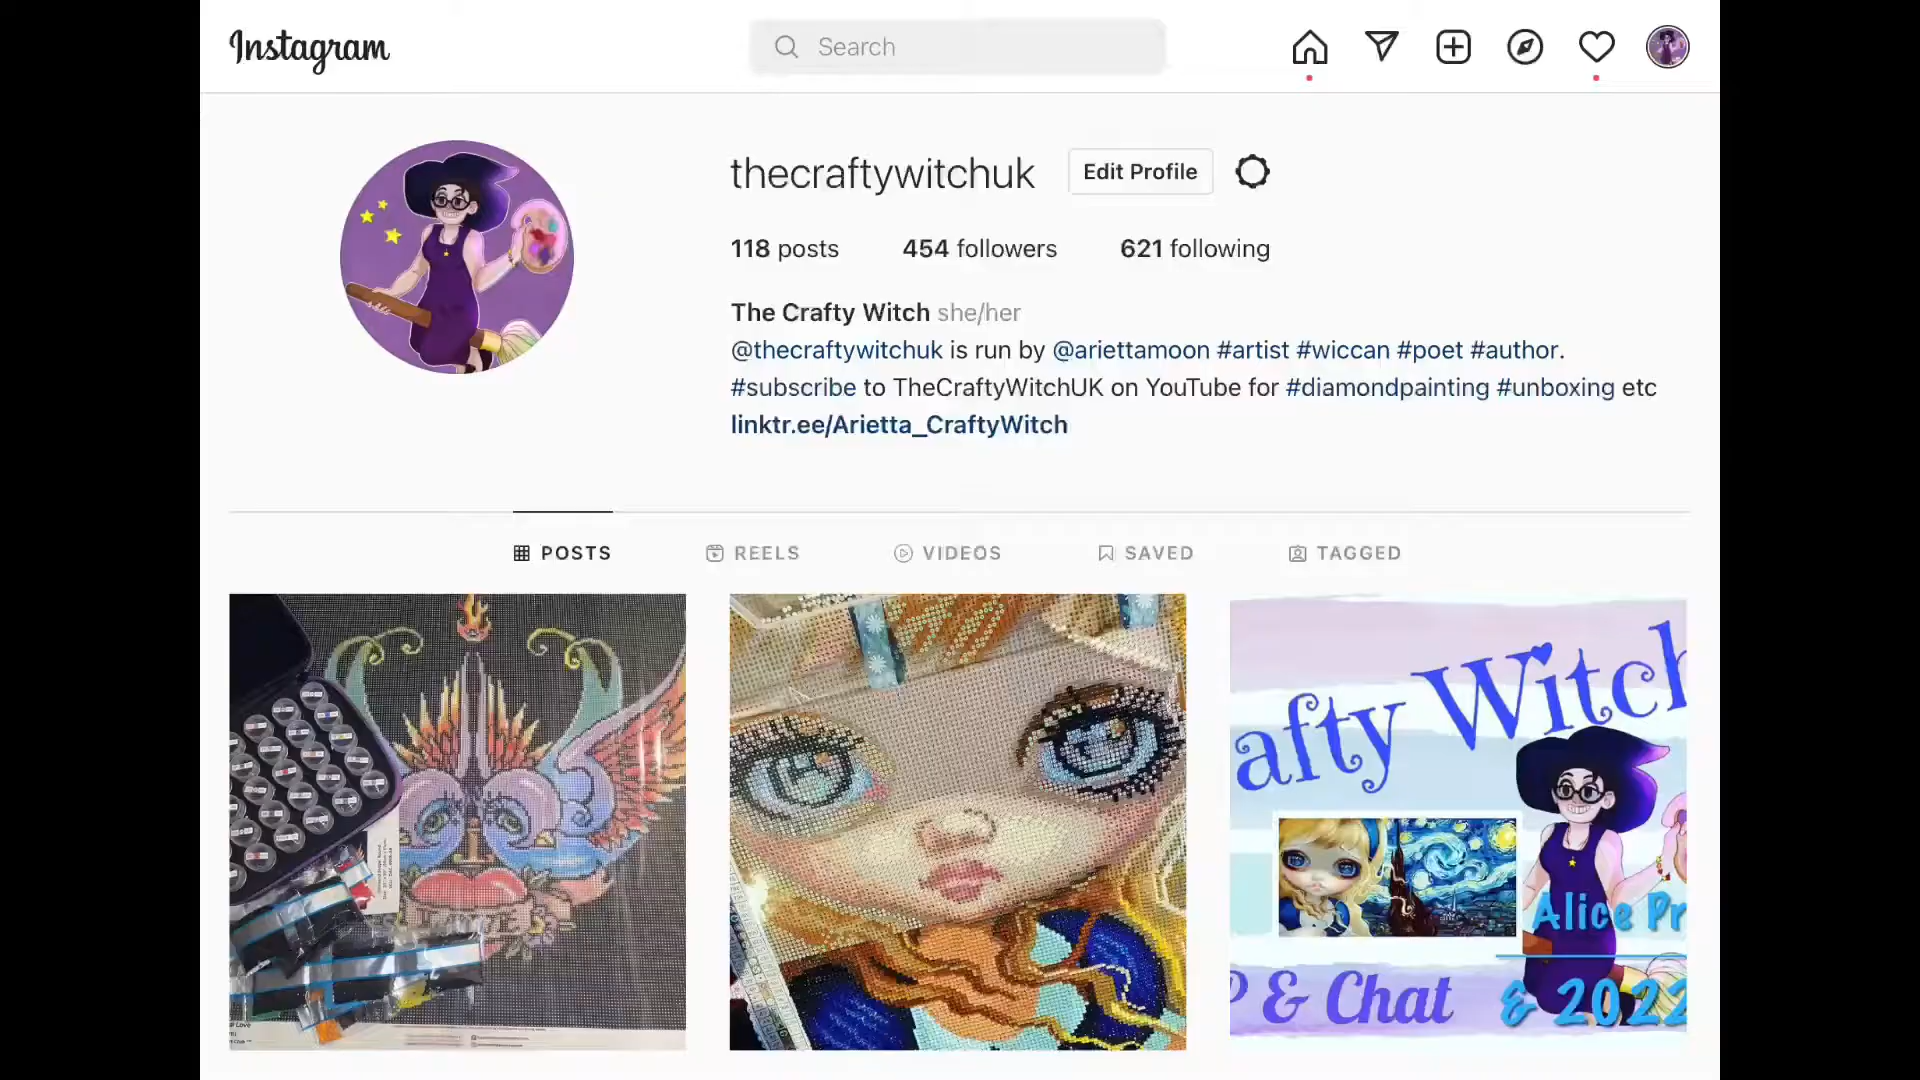 Instagram
Search
thecraftywitchuk
Edit Profile
118 posts
454 followers
621 following
The Crafty Witch she/her
@thecraftywitchuk is run by @ariettamoon #artist #wiccan #poet #author.
#subscribe to TheCraftyWitchUK on YouTube for #diamondpainting #unboxing etc
linktr.ee/Arietta_CraftyWitch
POSTS
REELS
VIDEOS
SAVED
TAGGED
afty Witch
Alice Pr
P & Chat
& 2022